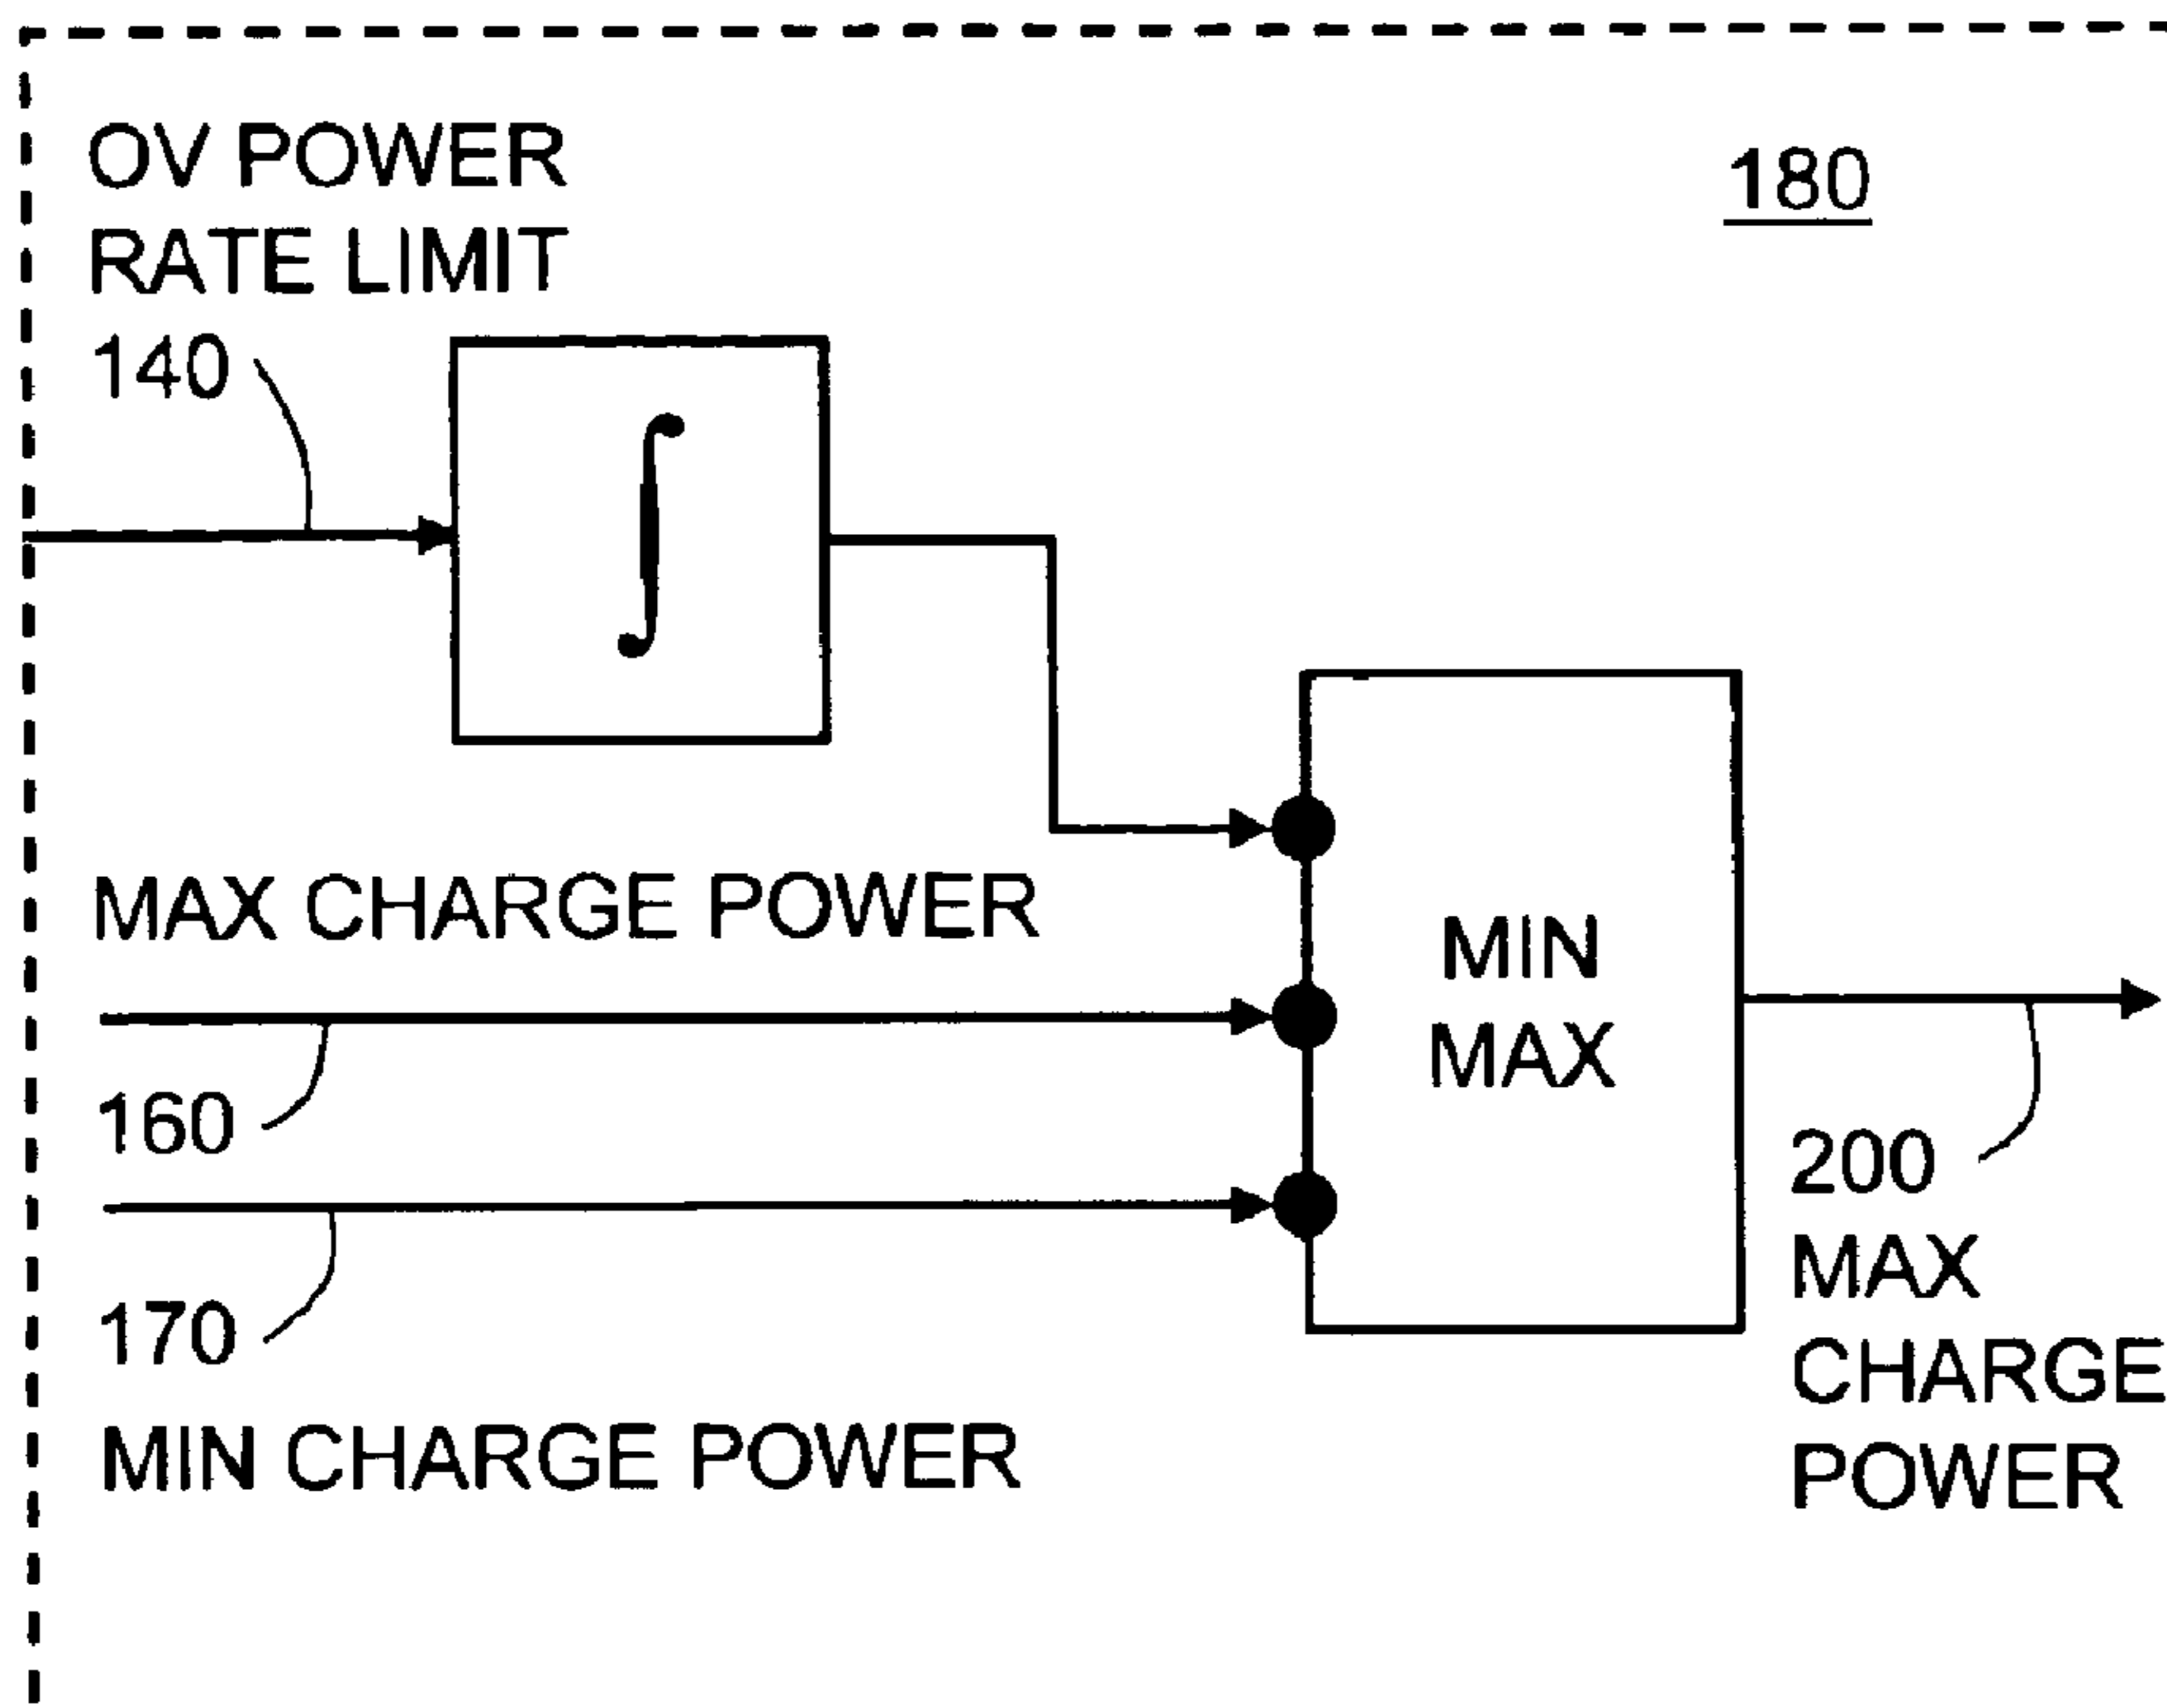 OV POWER
RATE LIMIT
140
180
∫
MAX CHARGE POWER
160
170
MIN CHARGE POWER
MIN
MAX
200
MAX
CHARGE
POWER